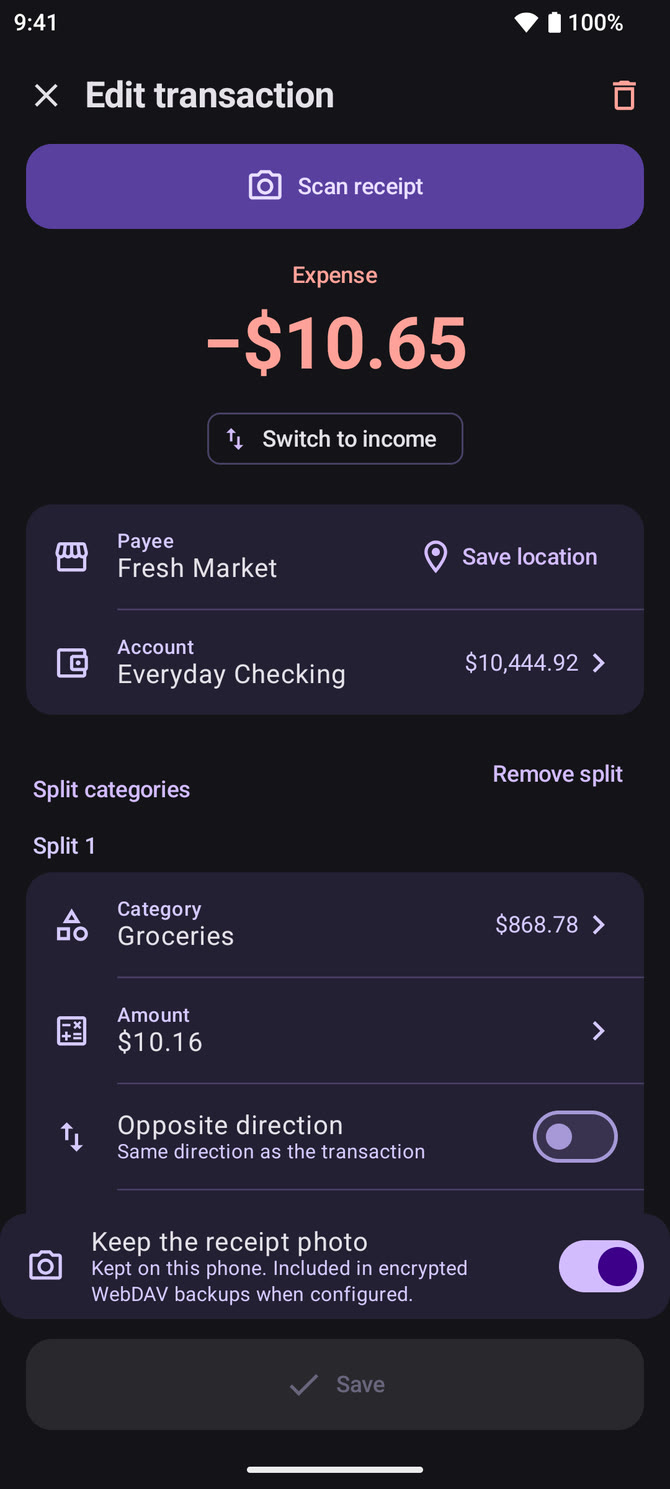 9:41
100%
Edit transaction
Scan receipt
Expense
−$10.65
Switch to income
Payee
Fresh Market
Save location
Account
Everyday Checking
$10,444.92
Remove split
Split categories
Split 1
Category
Groceries
$868.78
Amount
$10.16
Opposite direction
Same direction as the transaction
Keep the receipt photo
Kept on this phone. Included in encrypted
WebDAV backups when configured.
Save